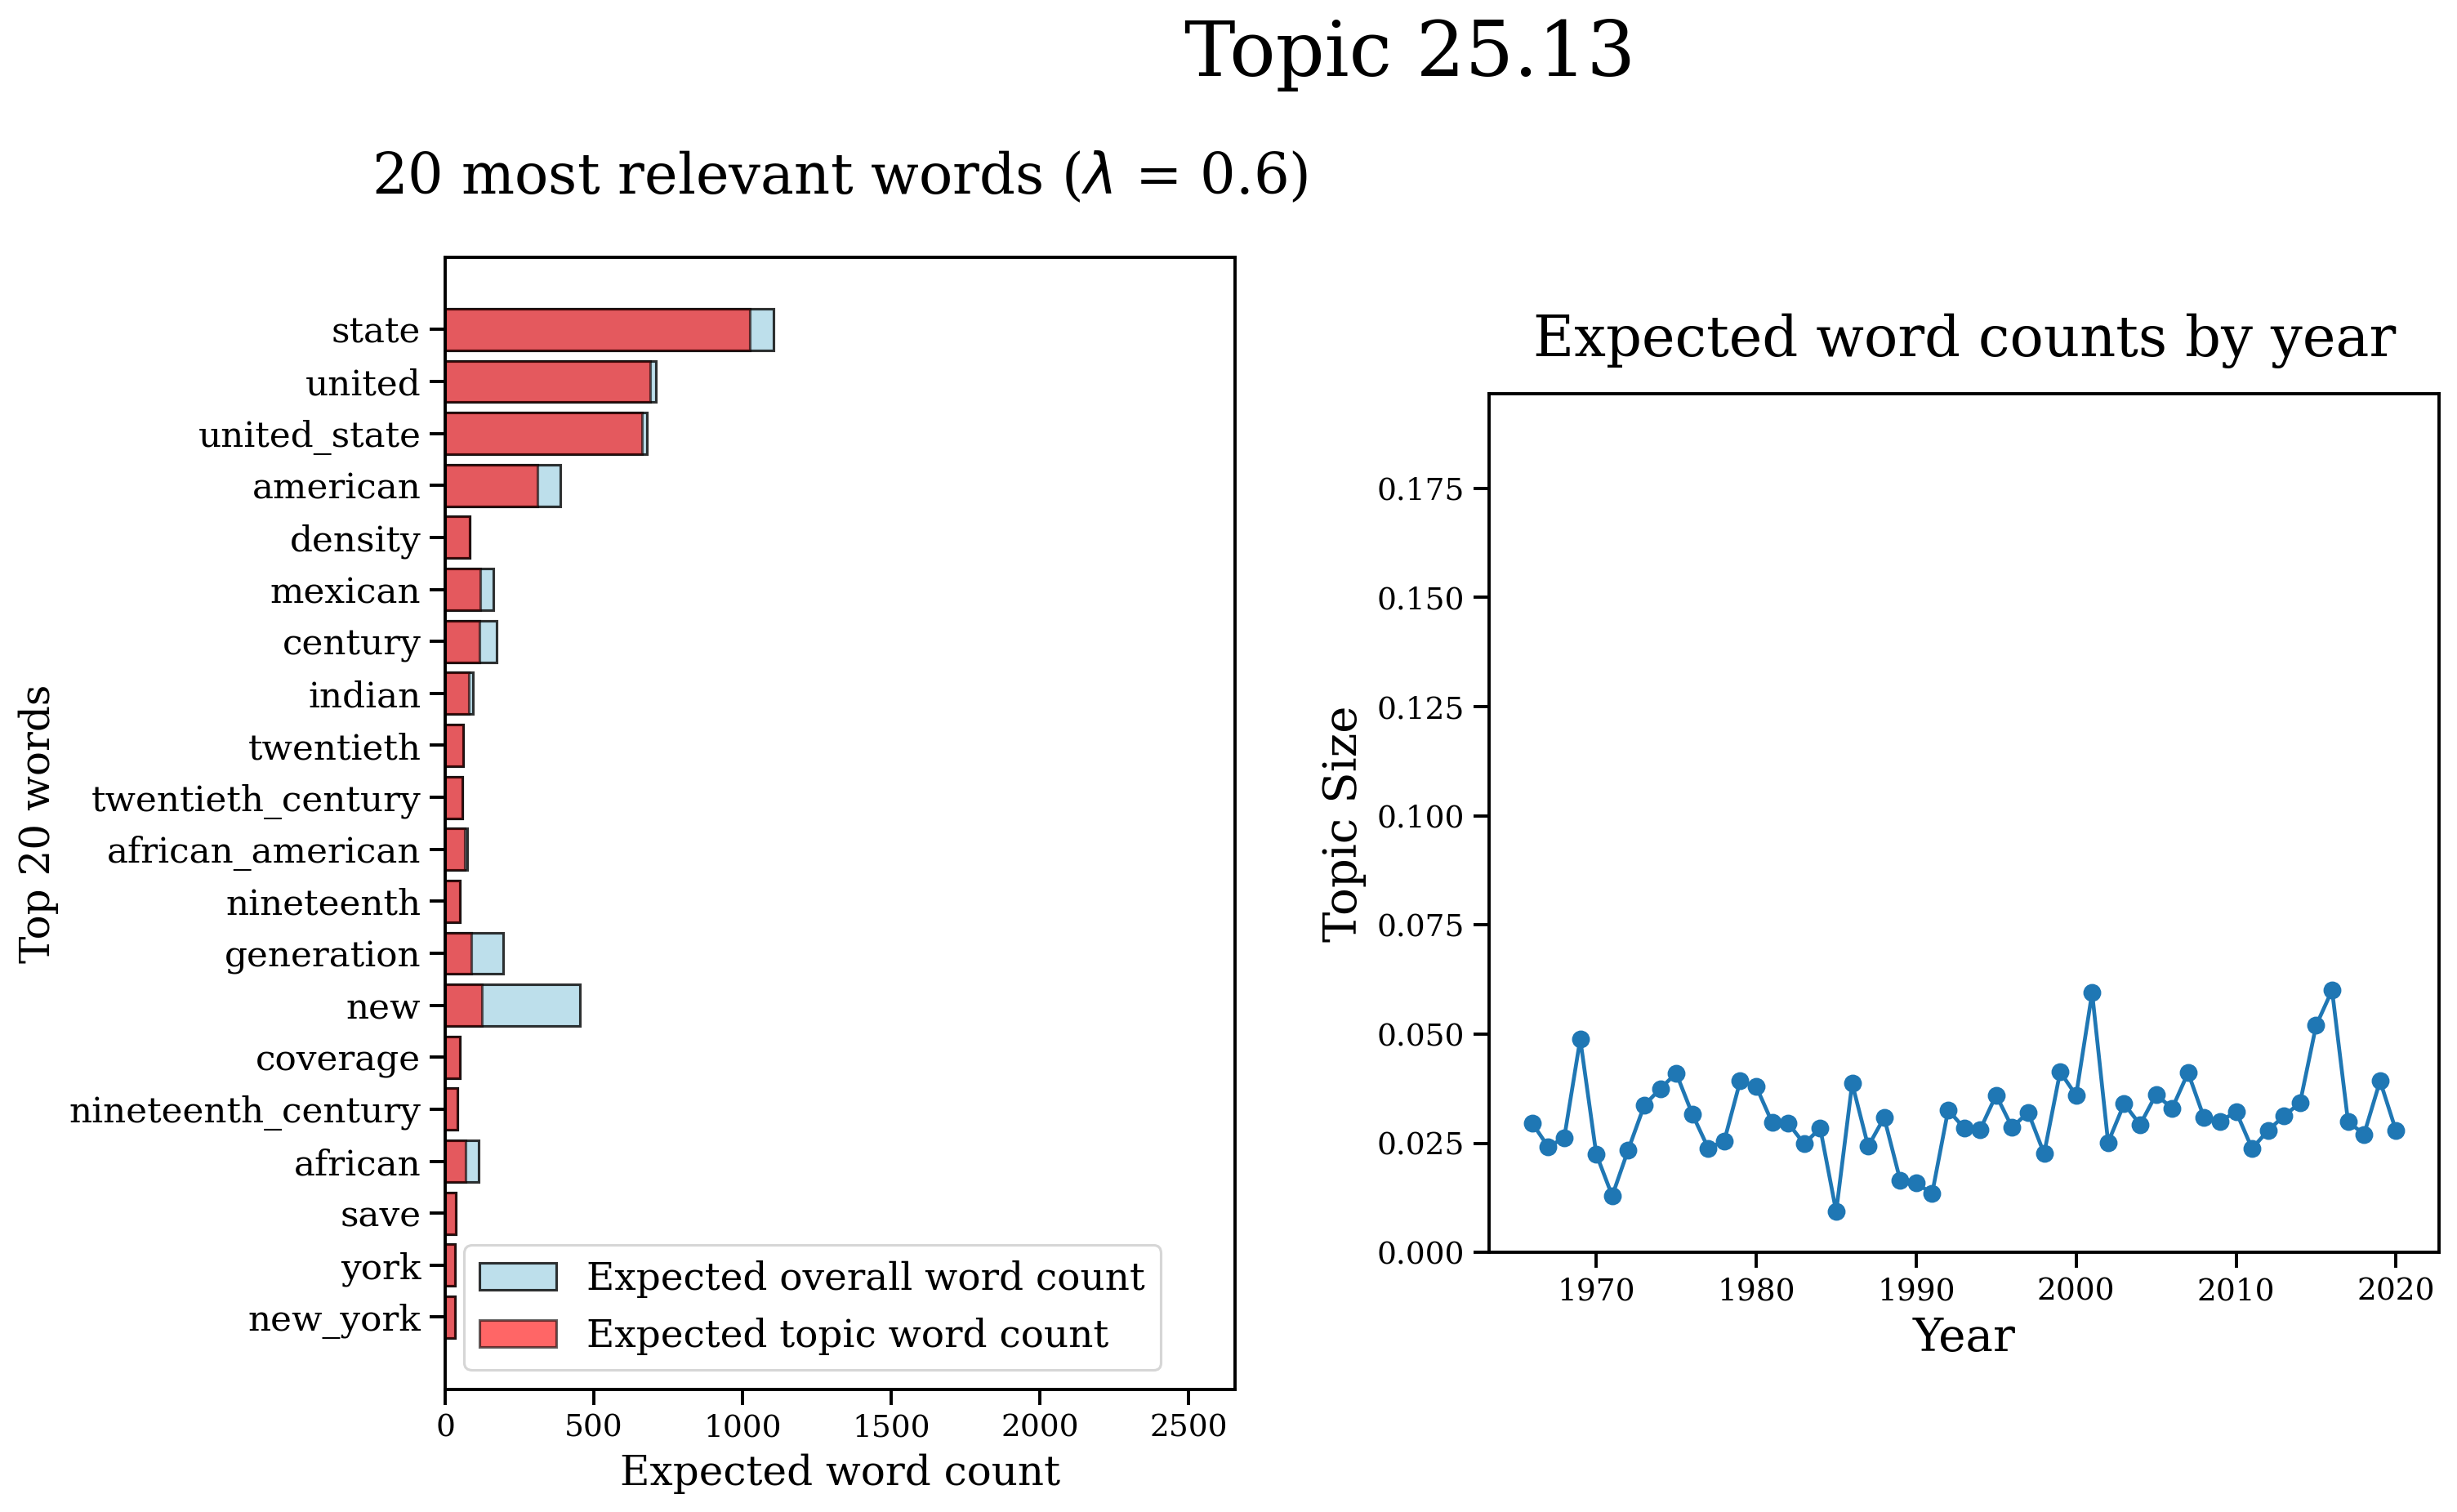 Topic 25.13
20 most relevant words (λ = 0.6)
Top 20 words
state
united
united_state
american
density
mexican
century
indian
twentieth
twentieth_century
african_american
nineteenth
generation
new
coverage
nineteenth_century
african
save
york
new_york
Expected overall word count
Expected topic word count
0 500 1000 1500 2000 2500
Expected word count
Expected word counts by year
Topic Size
0.175
0.150
0.125
0.100
0.075
0.050
0.025
0.000
1970 1980 1990 2000 2010 2020
Year